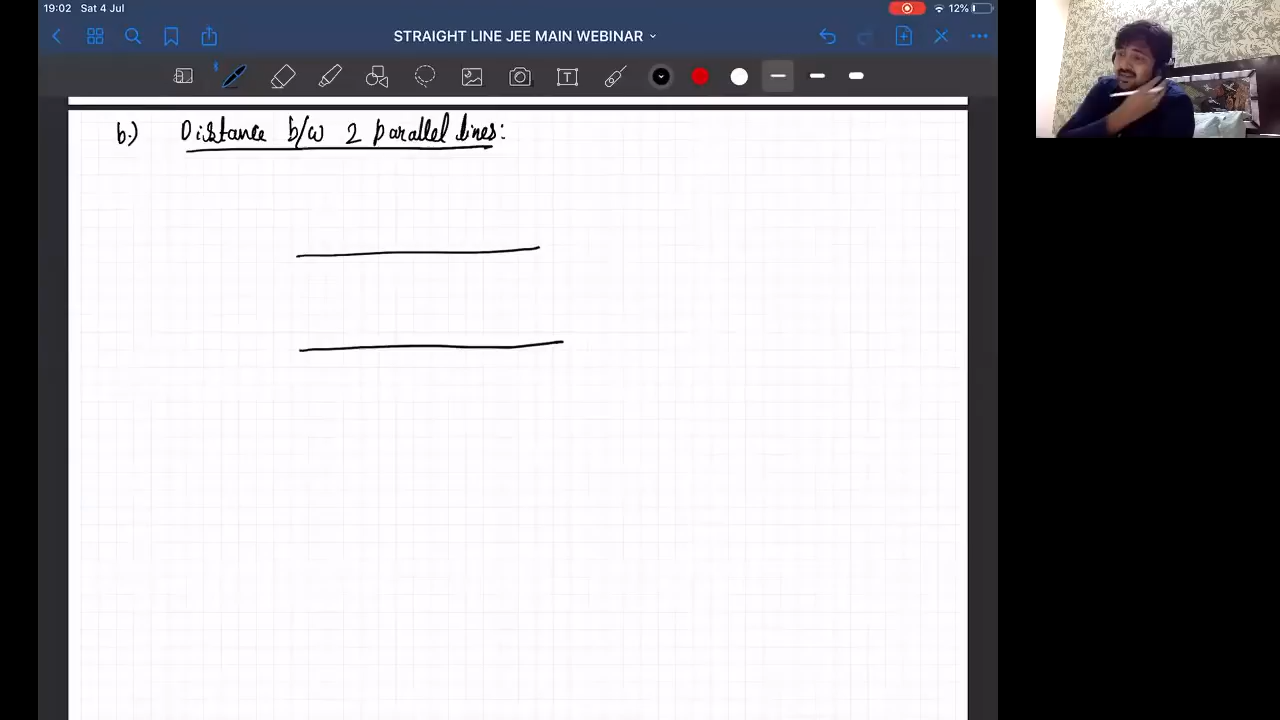 19:02 Sat 4 Jul
12%
STRAIGHT LINE JEE MAIN WEBINAR
T
b.) Distance b/w 2 parallel lines: